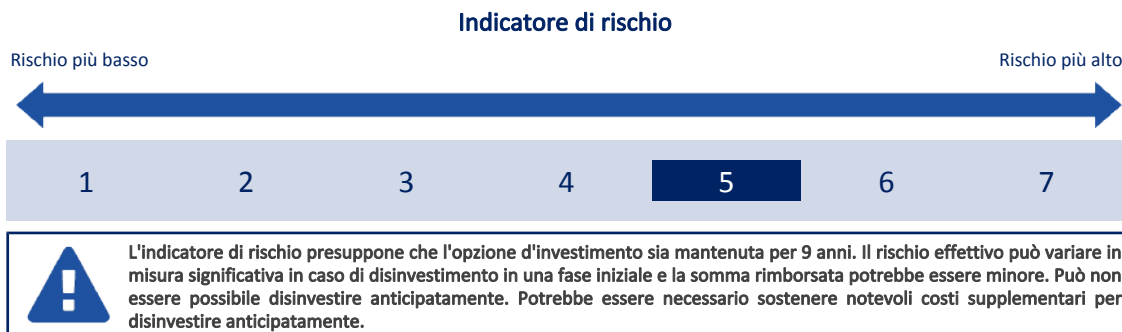 Indicatore di rischio
Rischio più basso Rischio più alto
1 2 3 4 5 6 7
L'indicatore di rischio presuppone che l'opzione d'investimento sia mantenuta per 9 anni. Il rischio effettivo può variare in
misura significativa in caso di disinvestimento in una fase iniziale e la somma rimborsata potrebbe essere minore. Può non
essere possibile disinvestire anticipatamente. Potrebbe essere necessario sostenere notevoli costi supplementari per
disinvestire anticipatamente.